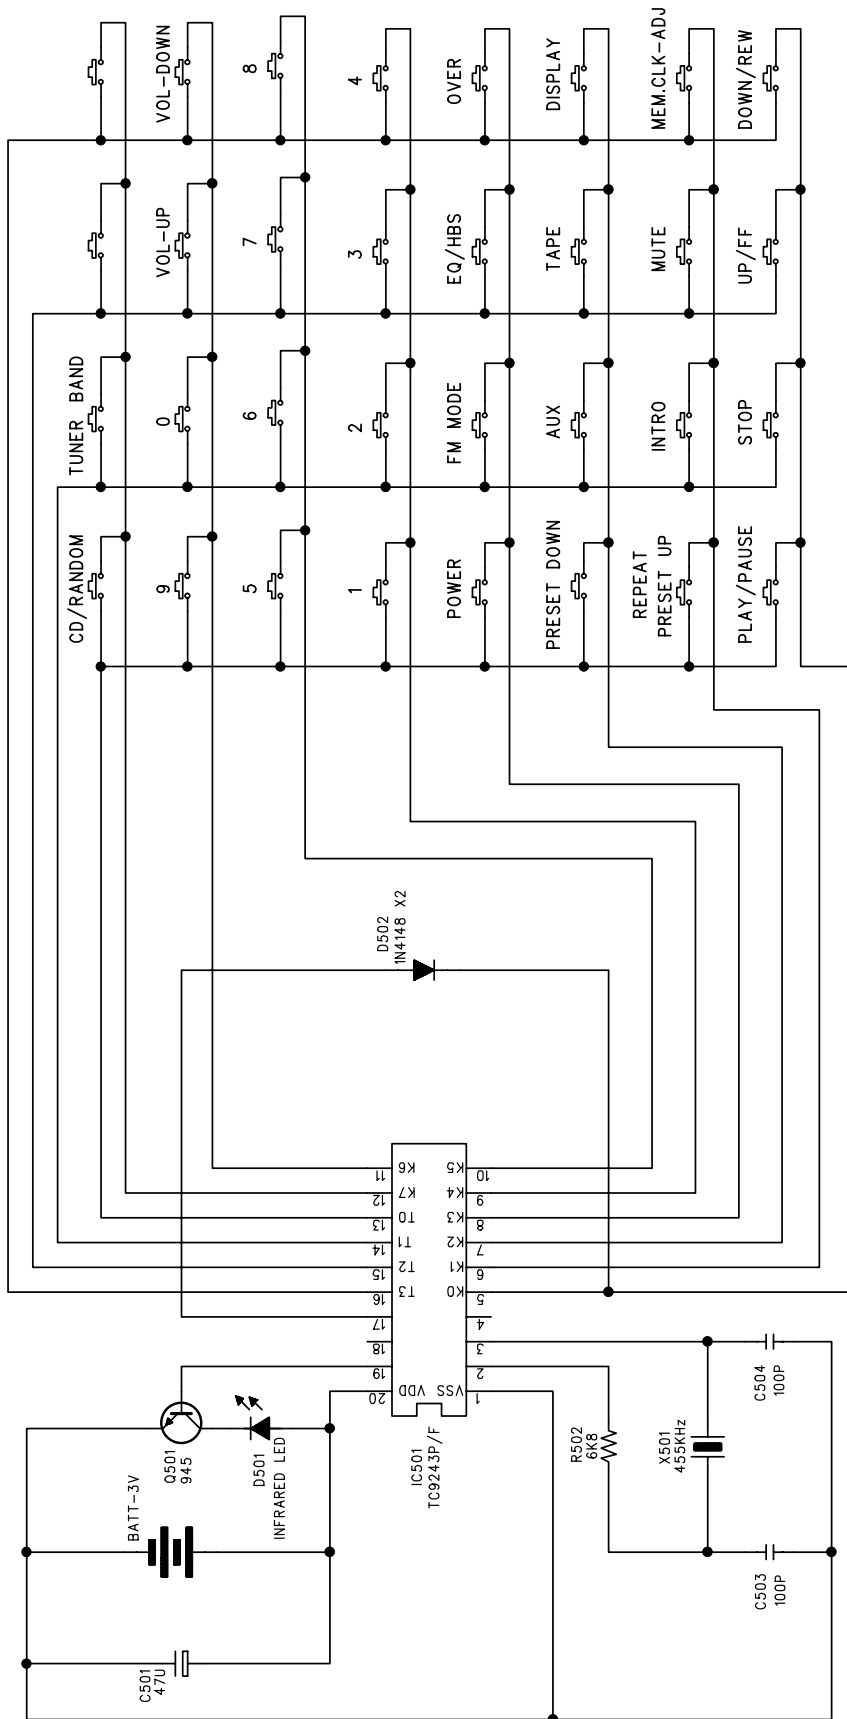 VOL-DOWN
8
4
OVER
DISPLAY
MEM.CLK-ADJ
DOWN/REW
VOL-UP
7
3
EQ/HBS
TAPE
MUTE
UP/FF
TUNER BAND
0
6
2
FM MODE
AUX
INTRO
STOP
CD/RANDOM
9
5
1
POWER
PRESET DOWN
REPEAT
PRESET UP
PLAY/PAUSE
D502
1N4148 X2
11 K6
12 K7
13 T0
14 T1
15 T2
16 T3
17
18
19
20 VDD
K5 10
K4 9
K3 8
K2 7
K1 6
K0 5
4
3
2
VSS 1
IC501
TC9243P/F
Q501
945
D501
INFRARED LED
BATT-3V
C501
47U
R502
6K8
X501
455KHz
C504
100P
C503
100P